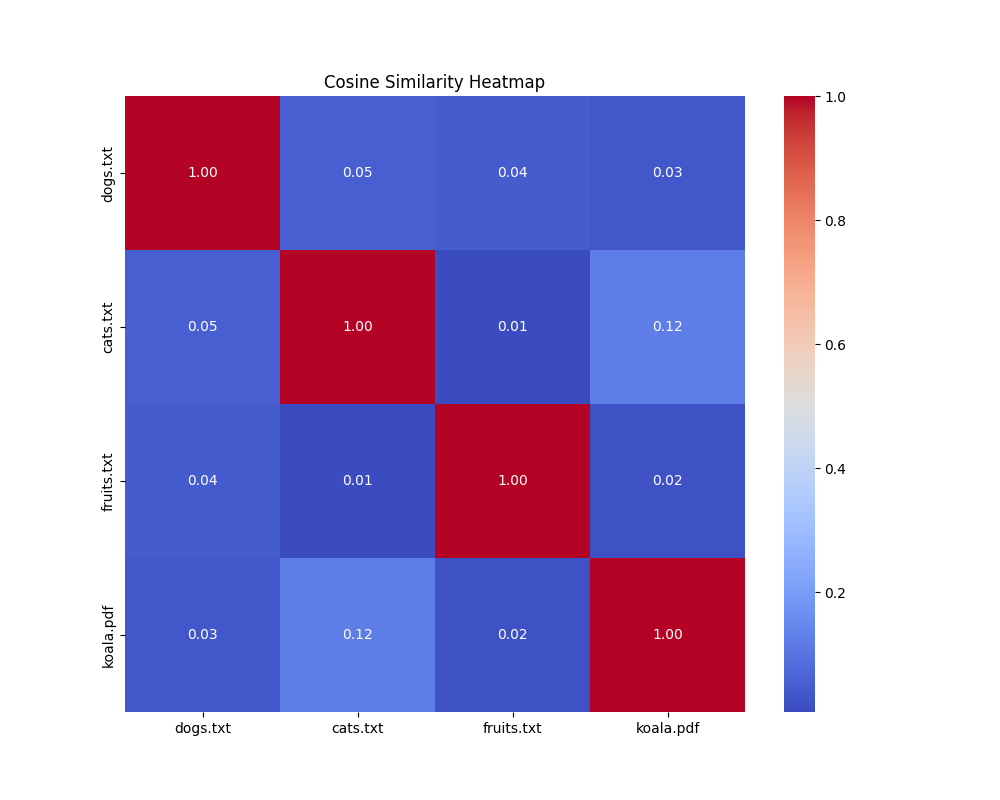 Cosine Similarity Heatmap
dogs.txt 1.00 0.05 0.04 0.03
cats.txt 0.05 1.00 0.01 0.12
fruits.txt 0.04 0.01 1.00 0.02
koala.pdf 0.03 0.12 0.02 1.00
dogs.txt cats.txt fruits.txt koala.pdf
1.0
0.8
0.6
0.4
0.2